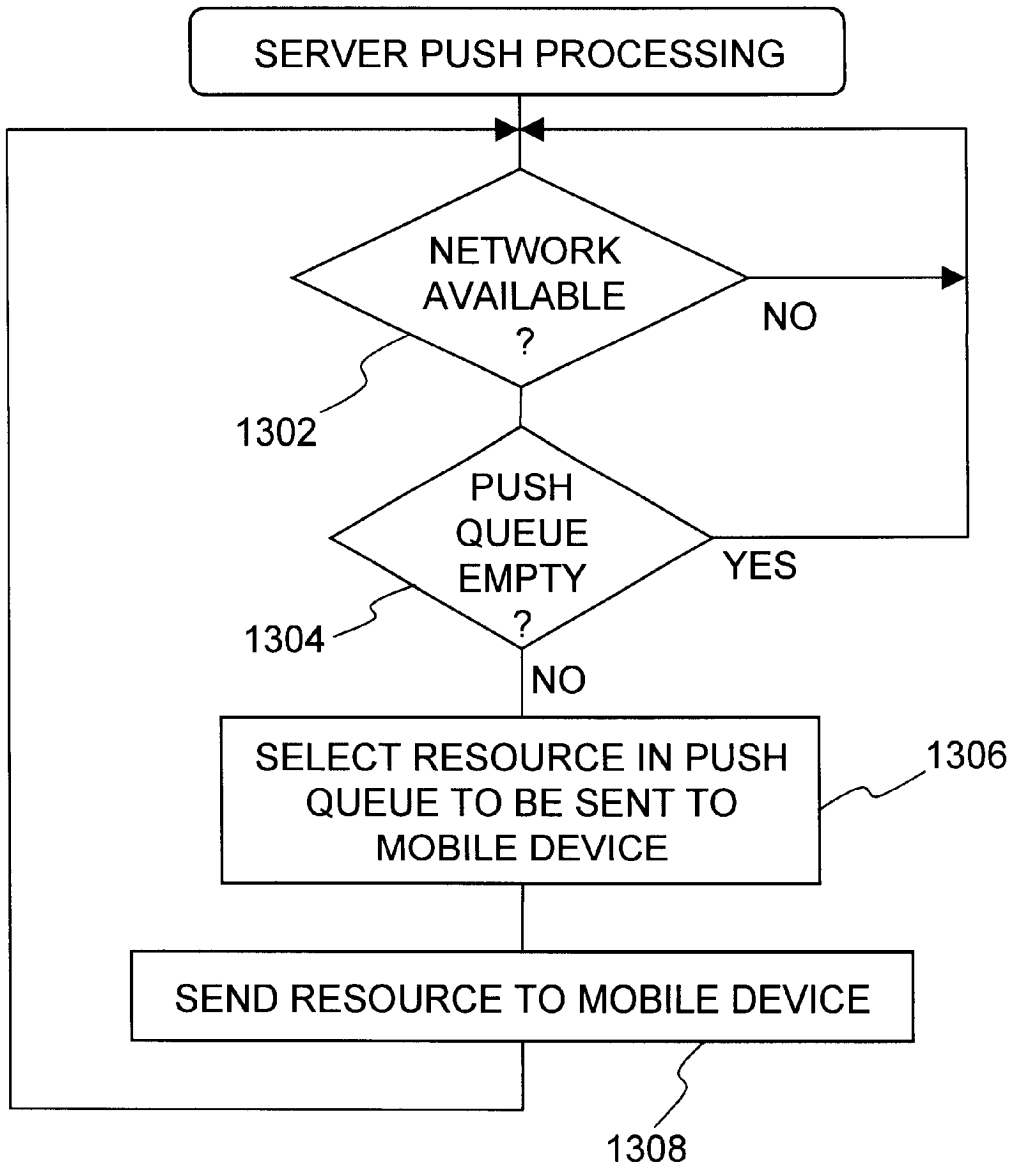 SERVER PUSH PROCESSING
NETWORK
AVAILABLE
?
NO
1302
PUSH
QUEUE
EMPTY
?
YES
1304
NO
SELECT RESOURCE IN PUSH
QUEUE TO BE SENT TO
MOBILE DEVICE
1306
SEND RESOURCE TO MOBILE DEVICE
1308